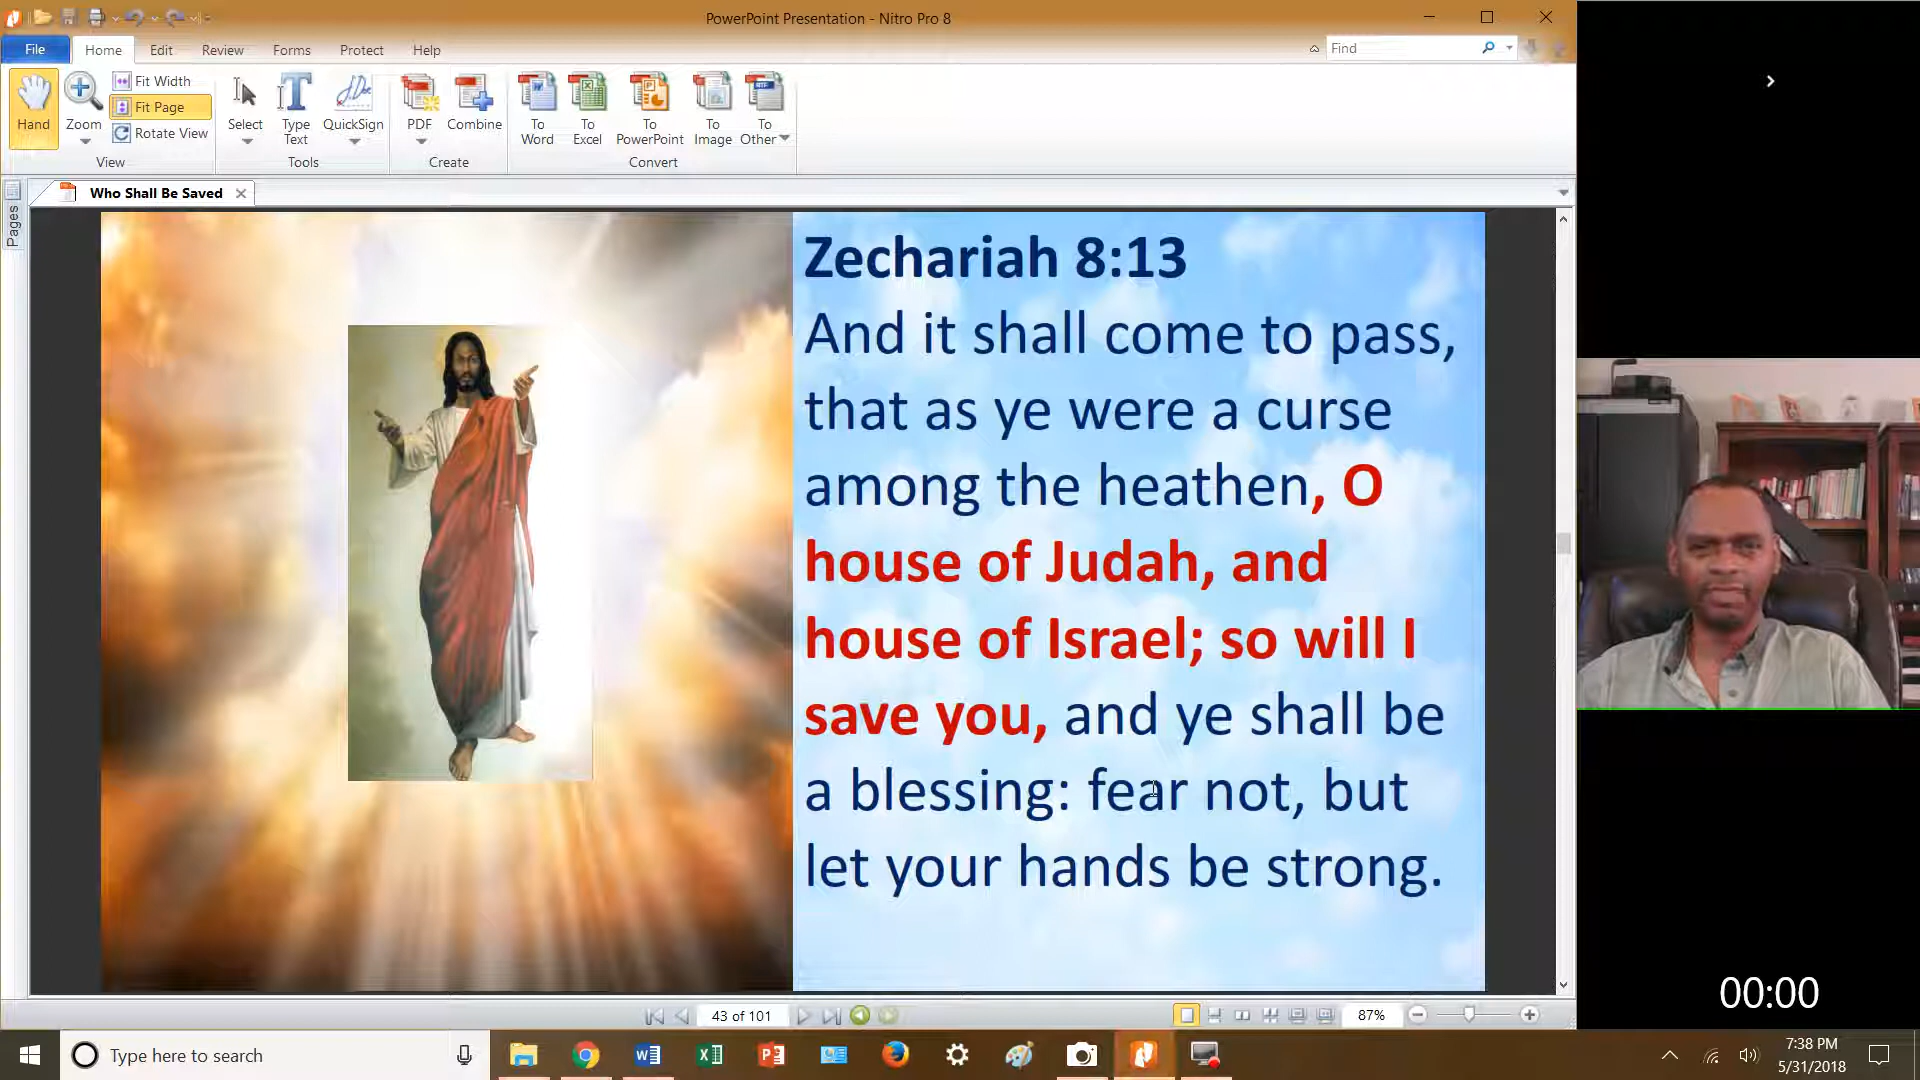 PowerPoint Presentation - Nitro Pro 8
File Home Edit Review Forms Protect Help
Find
Hand
Zoom
Fit Width
Fit Page
Rotate View
View
Select
Type Text
QuickSign
Tools
PDF
Combine
Create
To Word
To Excel
To PowerPoint
To Image
To Other
Convert
Who Shall Be Saved
Pages
Zechariah 8:13
And it shall come to pass,
that as ye were a curse
among the heathen, O
house of Judah, and
house of Israel; so will I
save you, and ye shall be
a blessing: fear not, but
let your hands be strong.
00:00
43 of 101
87%
Type here to search
7:38 PM
5/31/2018